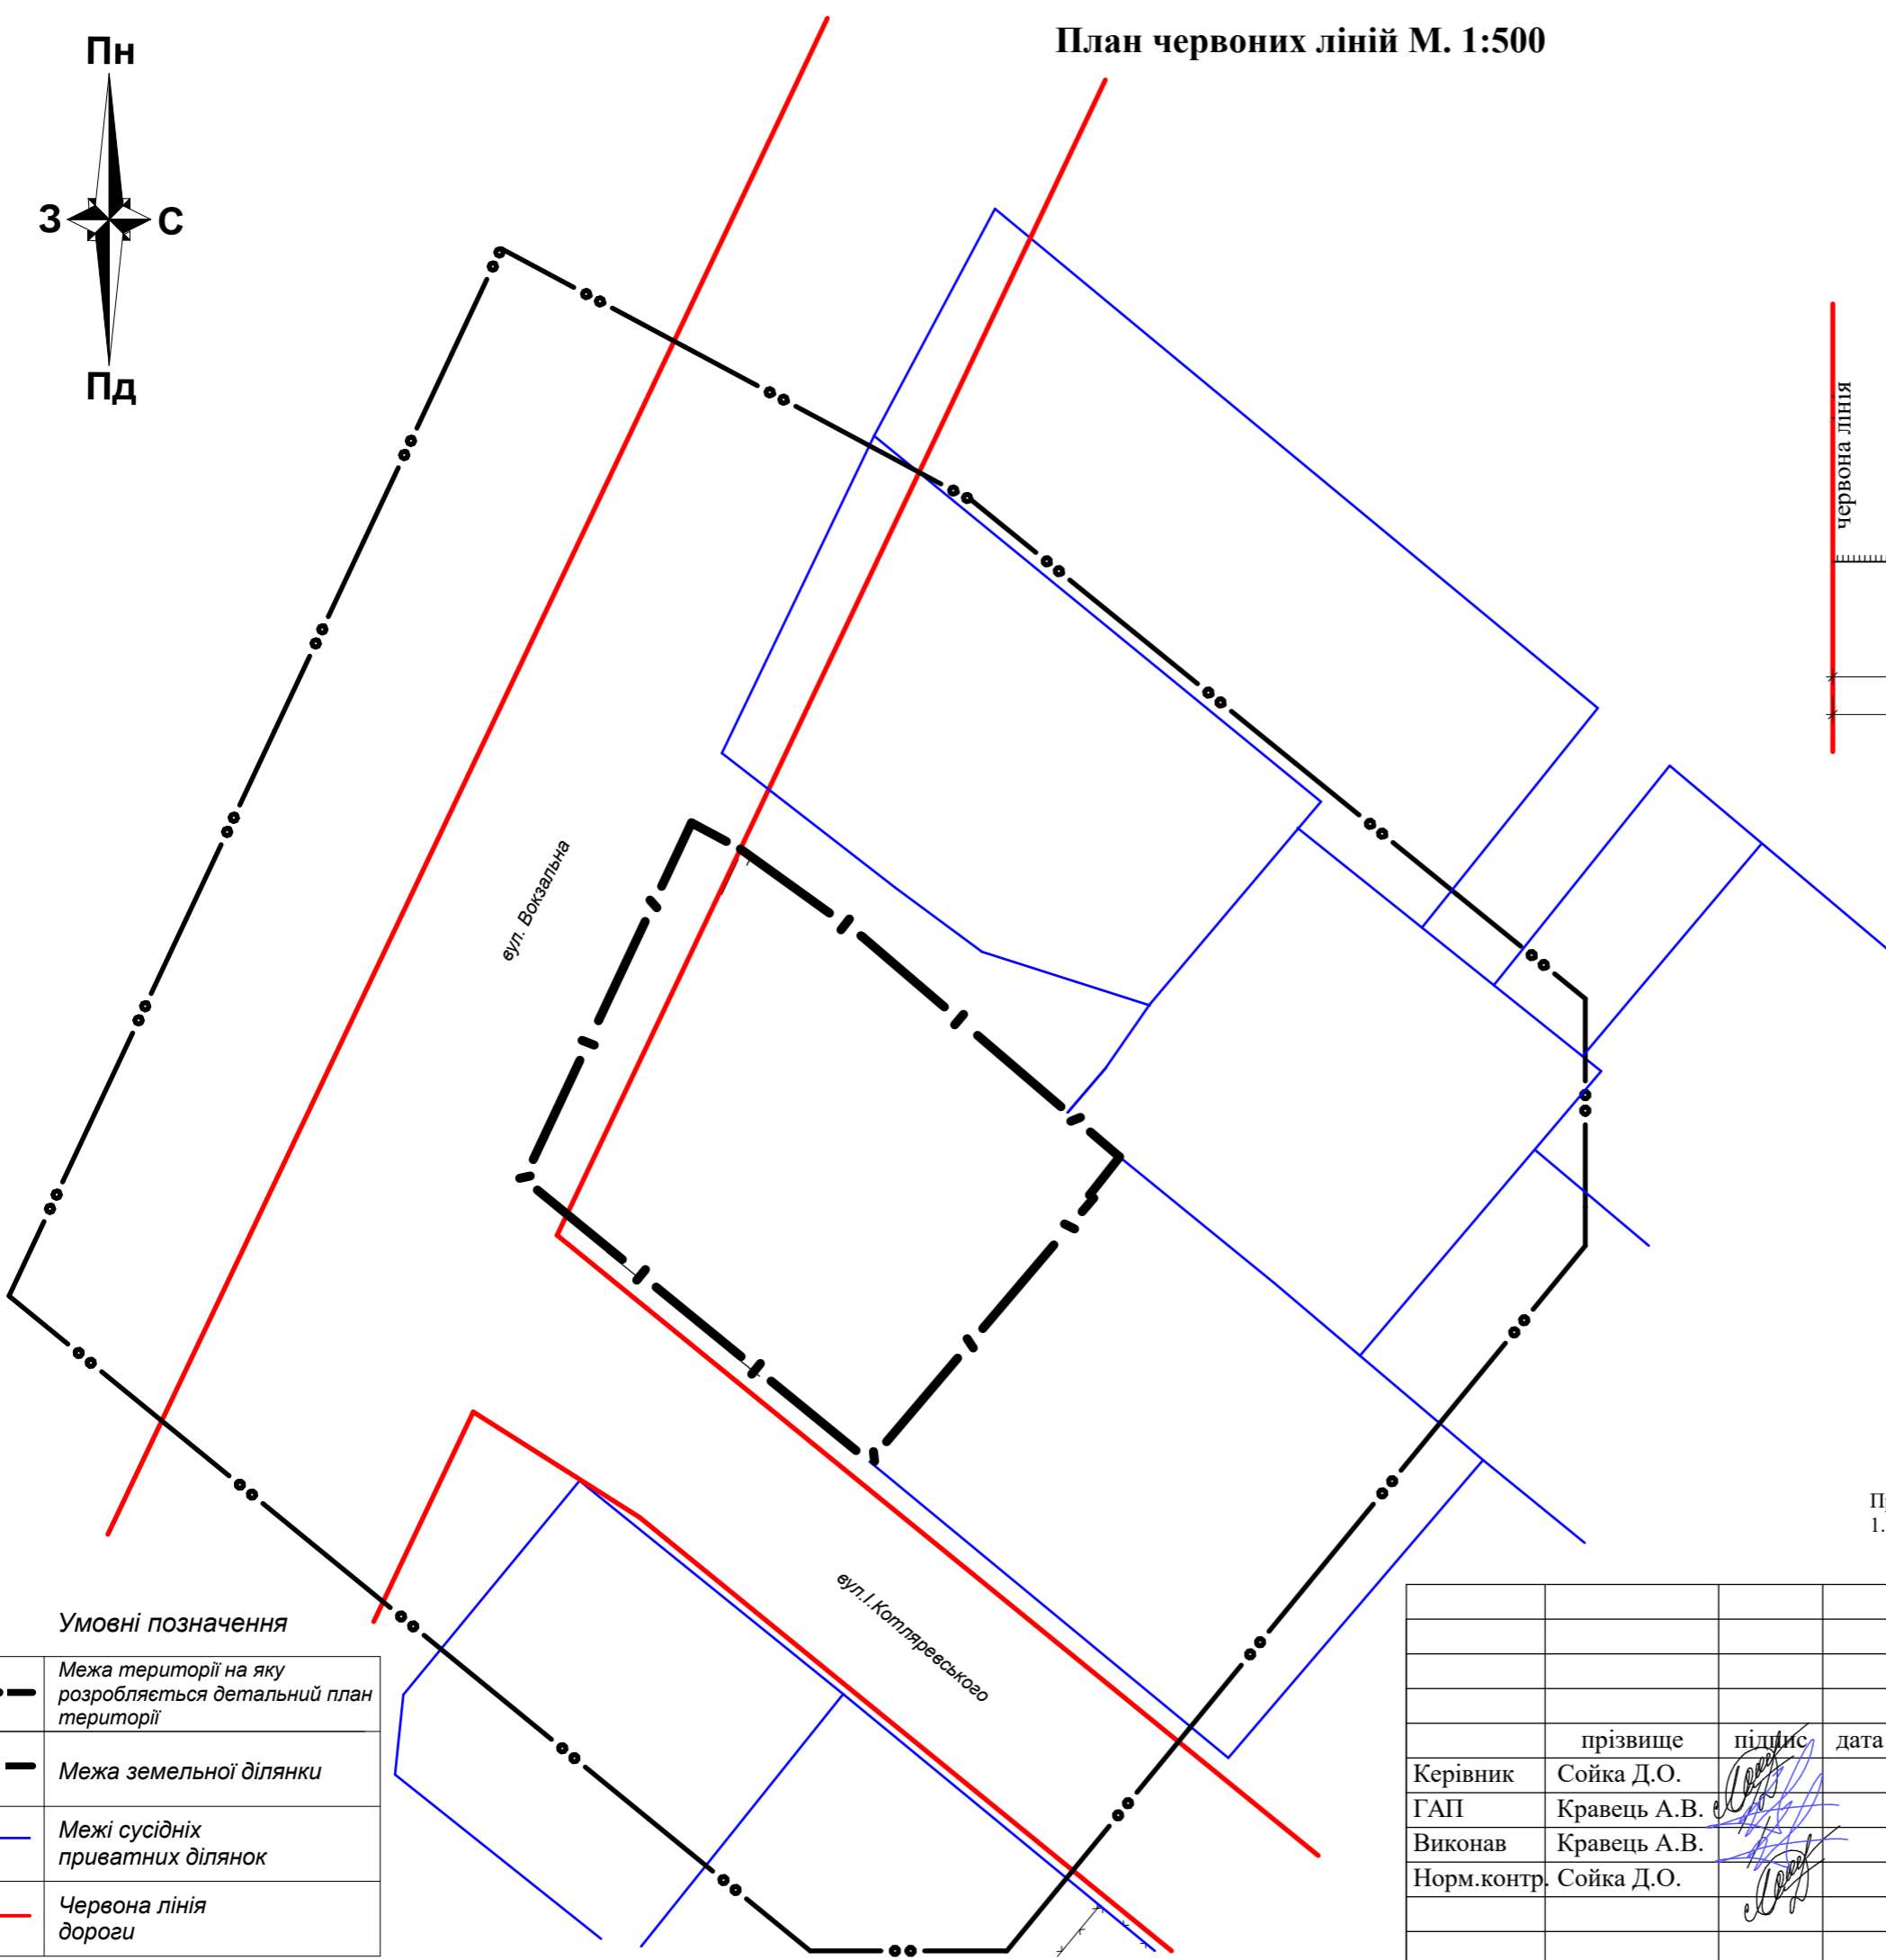 План червоних ліній М. 1:500
Пн
З
С
Пд
червона лінія
вул. Вокзальна
вул.І.Котляревського
Умовні позначення
Межа території на яку
розробляється детальний план
території
Межа земельної ділянки
Межі сусідніх
приватних ділянок
Червона лінія
дороги
1.
прізвище підпис дата
Керівник Сойка Д.О.
ГАП Кравець А.В.
Виконав Кравець А.В.
Норм.контр. Сойка Д.О.